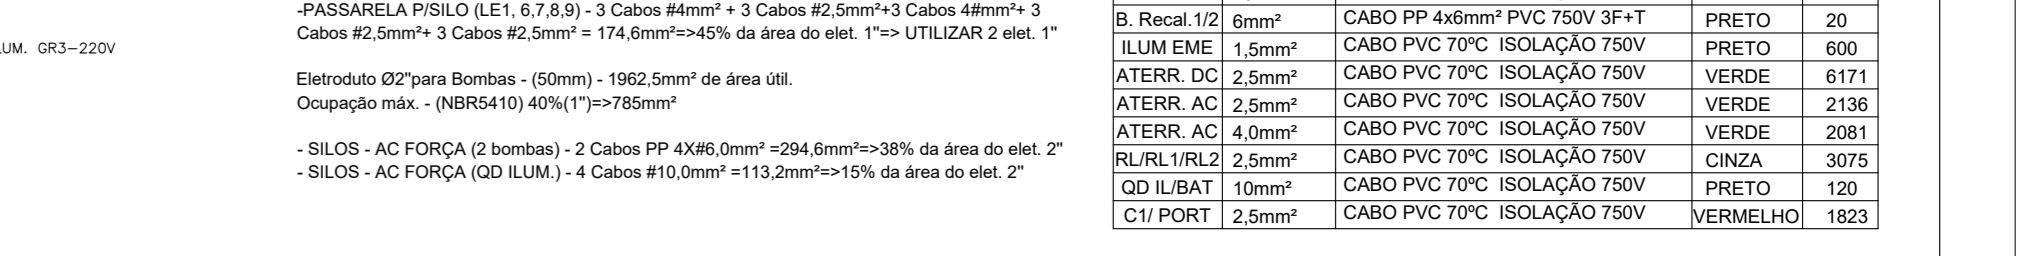 -PASSARELA P/SILO (LE1, 6,7,8,9) - 3 Cabos #4mm² + 3 Cabos #2,5mm²+3 Cabos 4#mm²+ 3
Cabos #2,5mm²+ 3 Cabos #2,5mm² = 174,6mm²=>45% da área do elet. 1"=> UTILIZAR 2 elet. 1"
UM. GR3-220V
Eletroduto Ø2"para Bombas - (50mm) - 1962,5mm² de área útil.
Ocupação máx. - (NBR5410) 40%(1")=>785mm²
- SILOS - AC FORÇA (2 bombas) - 2 Cabos PP 4X#6,0mm² =294,6mm²=>38% da área do elet. 2"
- SILOS - AC FORÇA (QD ILUM.) - 4 Cabos #10,0mm² =113,2mm²=>15% da área do elet. 2"
B. Recal.1/2 6mm² CABO PP 4x6mm² PVC 750V 3F+T PRETO 20
ILUM EME 1,5mm² CABO PVC 70ºC ISOLAÇÃO 750V PRETO 600
ATERR. DC 2,5mm² CABO PVC 70ºC ISOLAÇÃO 750V VERDE 6171
ATERR. AC 2,5mm² CABO PVC 70ºC ISOLAÇÃO 750V VERDE 2136
ATERR. AC 4,0mm² CABO PVC 70ºC ISOLAÇÃO 750V VERDE 2081
RL/RL1/RL2 2,5mm² CABO PVC 70ºC ISOLAÇÃO 750V CINZA 3075
QD IL/BAT 10mm² CABO PVC 70ºC ISOLAÇÃO 750V PRETO 120
C1/ PORT 2,5mm² CABO PVC 70ºC ISOLAÇÃO 750V VERMELHO 1823